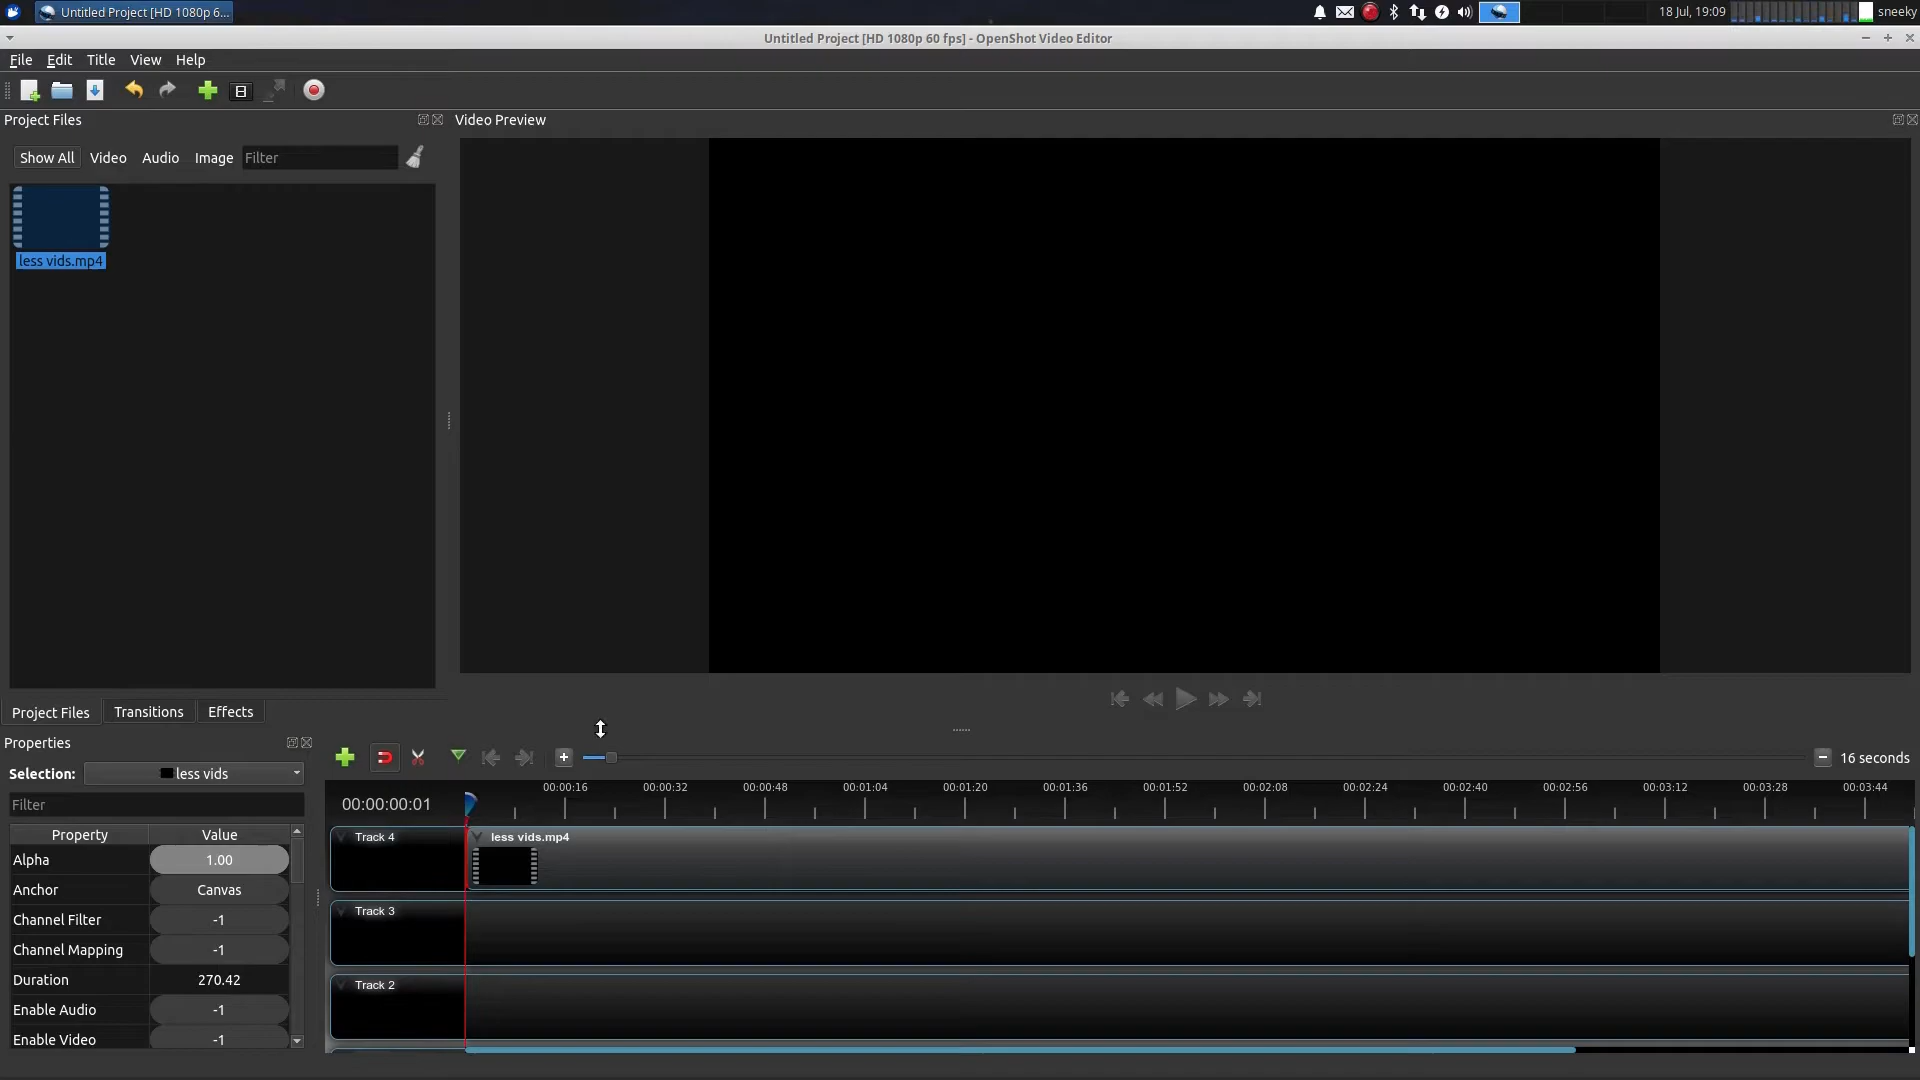 Untitled Project [HD 1080p 6...
18 Jul, 19:09
sneeky
Untitled Project [HD 1080p 60 fps] - OpenShot Video Editor
File Edit Title View Help
Project Files
Video Preview
Show All Video Audio Image Filter
less vids.mp4
Project Files Transitions Effects
Properties
Selection: less vids
Filter
Property Value
Alpha 1.00
Anchor Canvas
Channel Filter -1
Channel Mapping -1
Duration 270.42
Enable Audio -1
Enable Video -1
16 seconds
00:00:00:01
00:00:16 00:00:32 00:00:48 00:01:04 00:01:20 00:01:36 00:01:52 00:02:08 00:02:24 00:02:40 00:02:56 00:03:12 00:03:28 00:03:44
Track 4
less vids.mp4
Track 3
Track 2